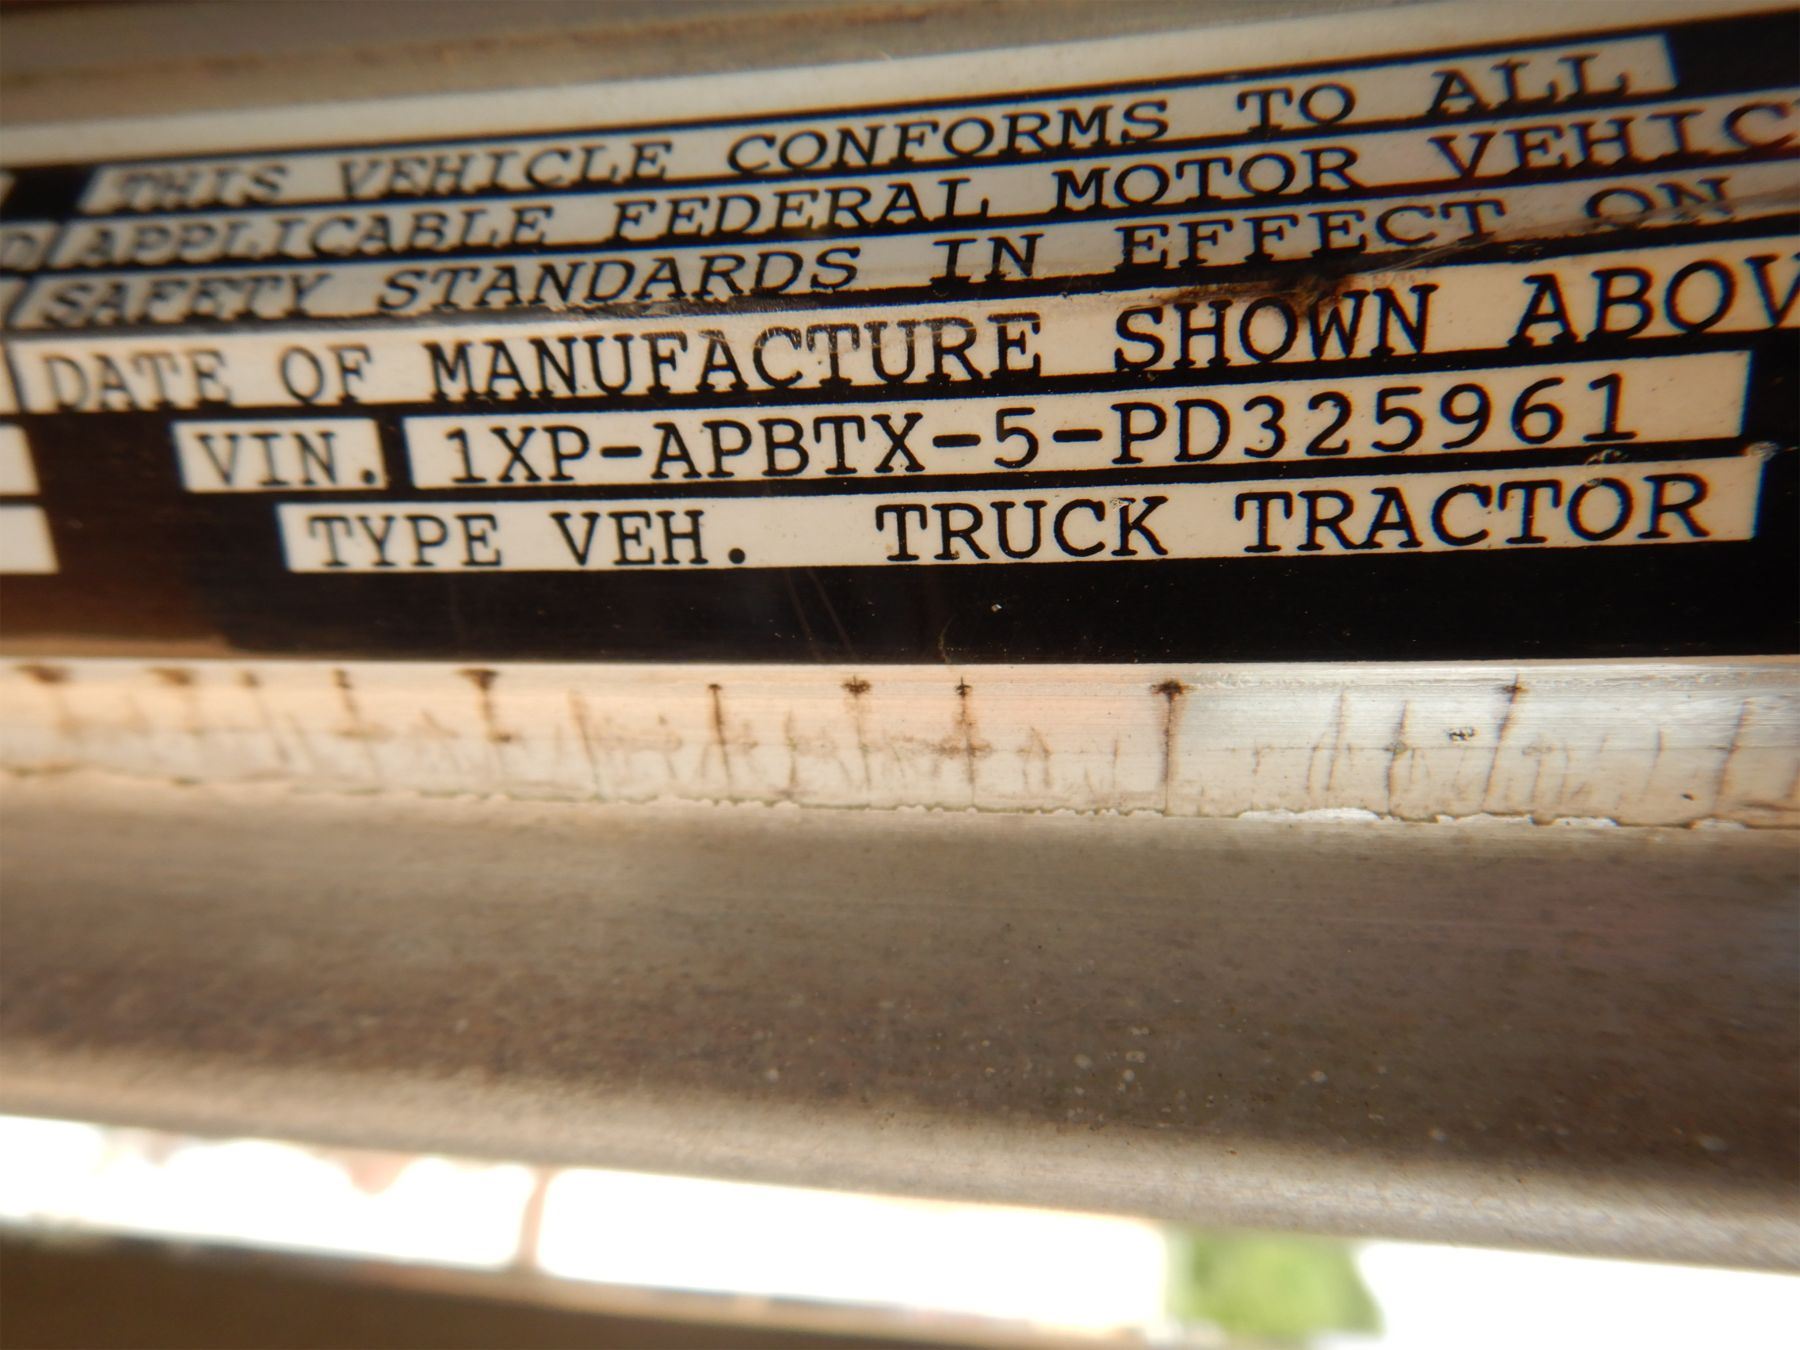 THIS VEHICLE CONFORMS TO ALL
APPLICABLE FEDERAL MOTOR VEHIC
SAFETY STANDARDS IN EFFECT ON
DATE OF MANUFACTURE SHOWN ABOV
VIN. 1XP-APBTX-5-PD325961
TYPE VEH. TRUCK TRACTOR